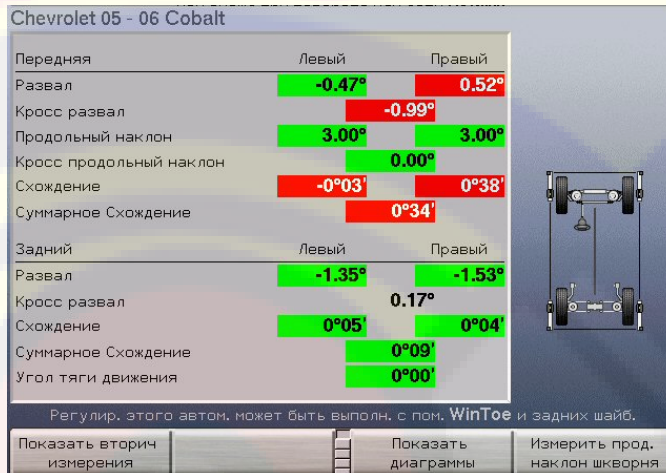 Chevrolet 05 - 06 Cobalt
Передняя Левый Правый
Развал -0.47° 0.52°
Кросс развал -0.99°
Продольный наклон 3.00° 3.00°
Кросс продольный наклон 0.00°
Схождение -0°03' 0°38'
Суммарное Схождение 0°34'
Задний Левый Правый
Развал -1.35° -1.53°
Кросс развал 0.17°
Схождение 0°05' 0°04'
Суммарное Схождение 0°09'
Угол тяги движения 0°00'
Регулир. этого автом. может быть выполн. с пом. WinToe и задних шайб.
Показать вторич измерения
Показать диаграммы
Измерить прод. наклон шкворня